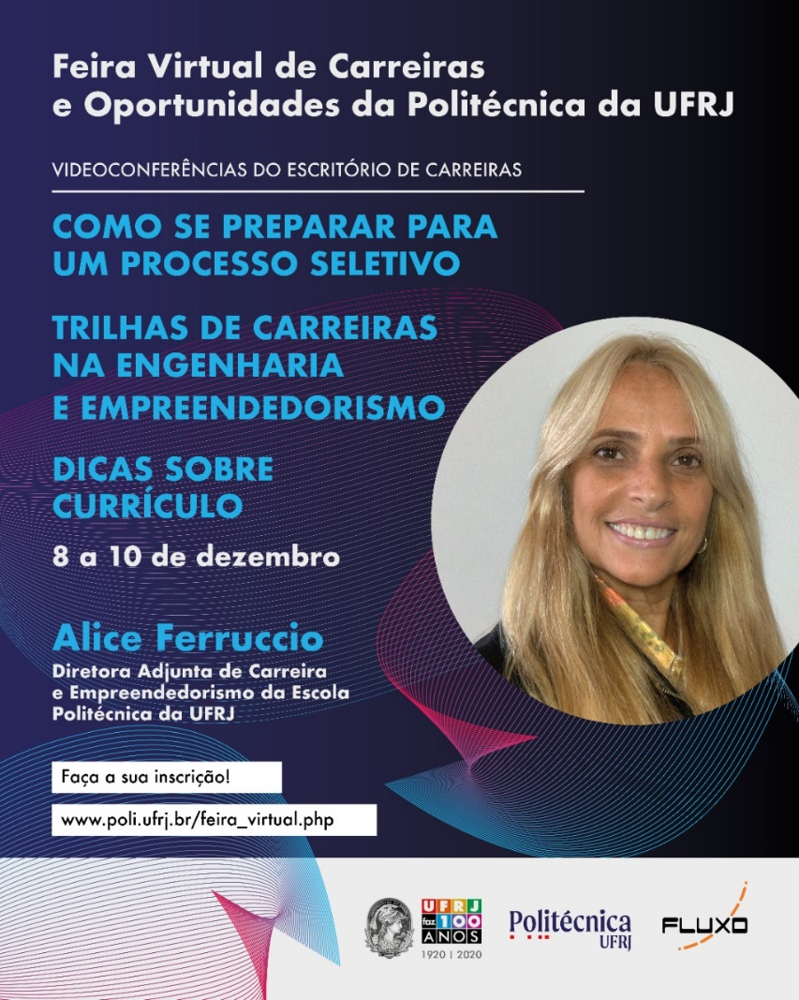 Feira Virtual de Carreiras
e Oportunidades da Politécnica da UFRJ
VIDEOCONFERÊNCIAS DO ESCRITÓRIO DE CARREIRAS
COMO SE PREPARAR PARA
UM PROCESSO SELETIVO
TRILHAS DE CARREIRAS
NA ENGENHARIA
E EMPREENDEDORISMO
DICAS SOBRE
CURRÍCULO
8 a 10 de dezembro
Alice Ferruccio
Diretora Adjunta de Carreira
e Empreendedorismo da Escola
Politécnica da UFRJ
Faça a sua inscrição!
www.poli.ufrj.br/feira_virtual.php
UFRJ
faz 100
ANOS
1920 | 2020
Politécnica
UFRJ
FLUXO